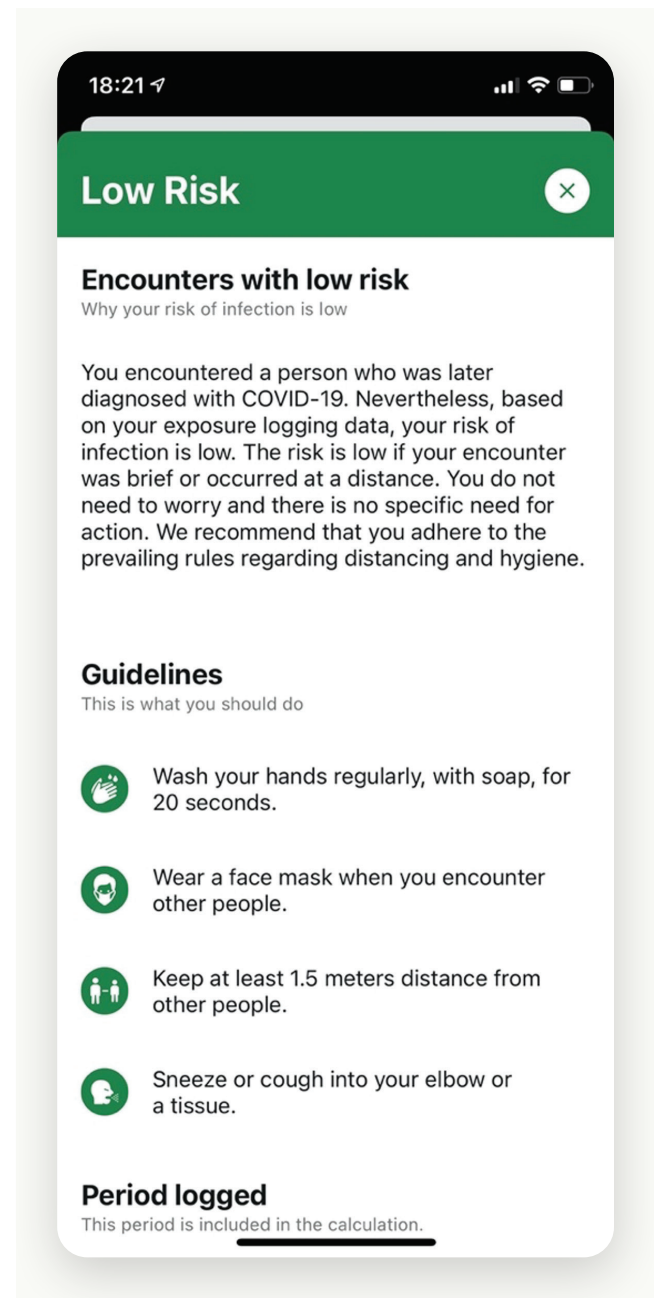 18:21
Low Risk
Encounters with low risk
Why your risk of infection is low
You encountered a person who was later
diagnosed with COVID-19. Nevertheless, based
on your exposure logging data, your risk of
infection is low. The risk is low if your encounter
was brief or occurred at a distance. You do not
need to worry and there is no specific need for
action. We recommend that you adhere to the
prevailing rules regarding distancing and hygiene.
Guidelines
This is what you should do
Wash your hands regularly, with soap, for
20 seconds.
Wear a face mask when you encounter
other people.
Keep at least 1.5 meters distance from
other people.
Sneeze or cough into your elbow or
a tissue.
Period logged
This period is included in the calculation.